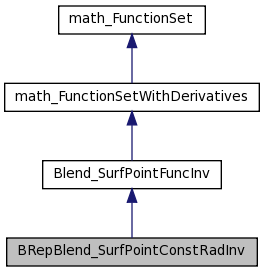 math_FunctionSet
math_FunctionSetWithDerivatives
Blend_SurfPointFuncInv
BRepBlend_SurfPointConstRadInv